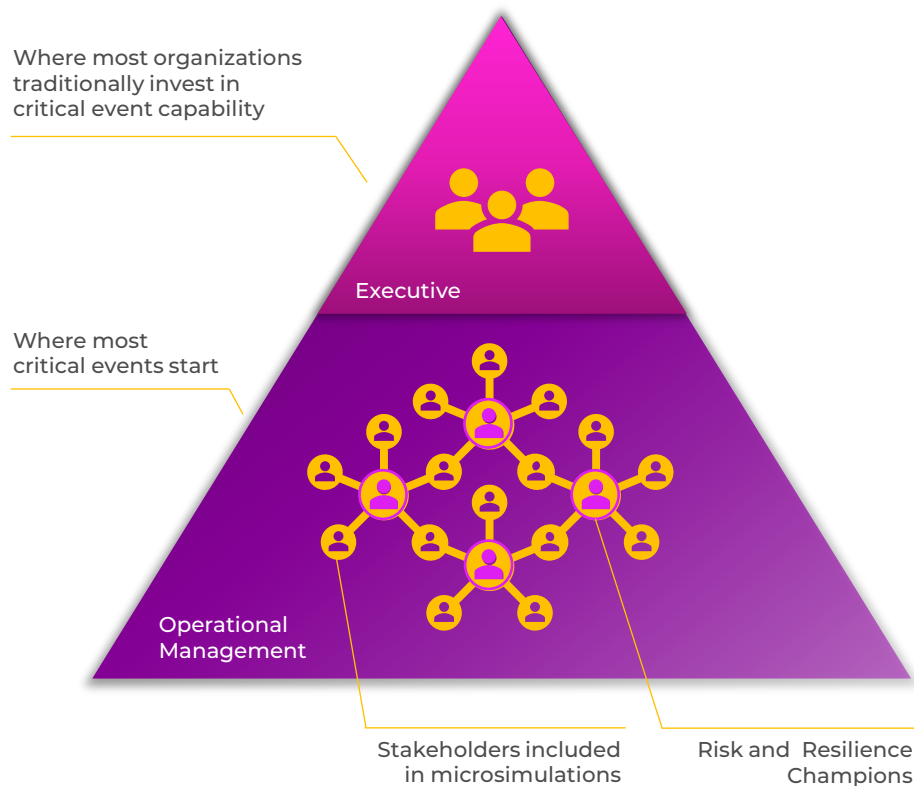 Where most organizations
traditionally invest in
critical event capability
Executive
Where most
critical events start
Operational
Management
Stakeholders included
in microsimulations
Risk and Resilience
Champions